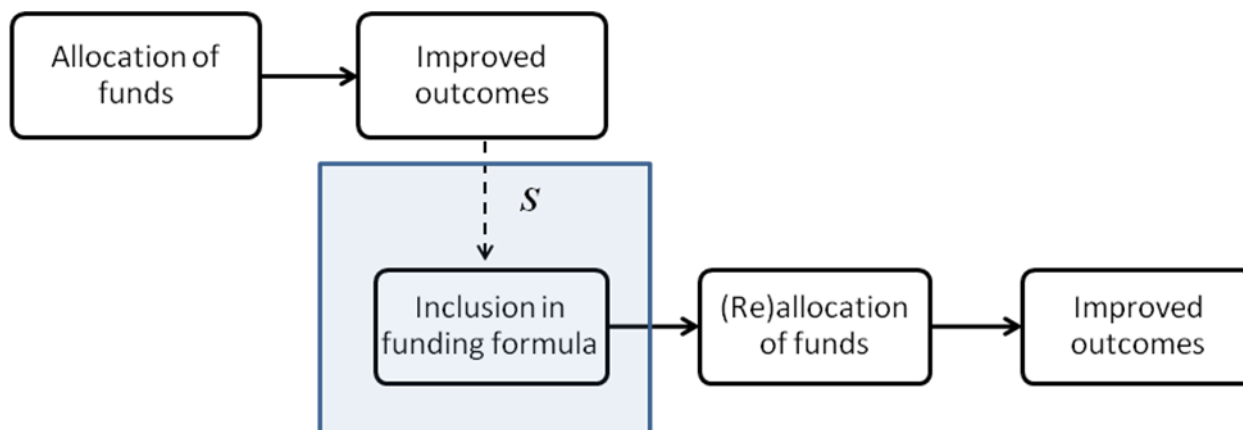 Allocation of
funds
Improved
outcomes
S
Inclusion in
funding formula
(Re)allocation
of funds
Improved
outcomes